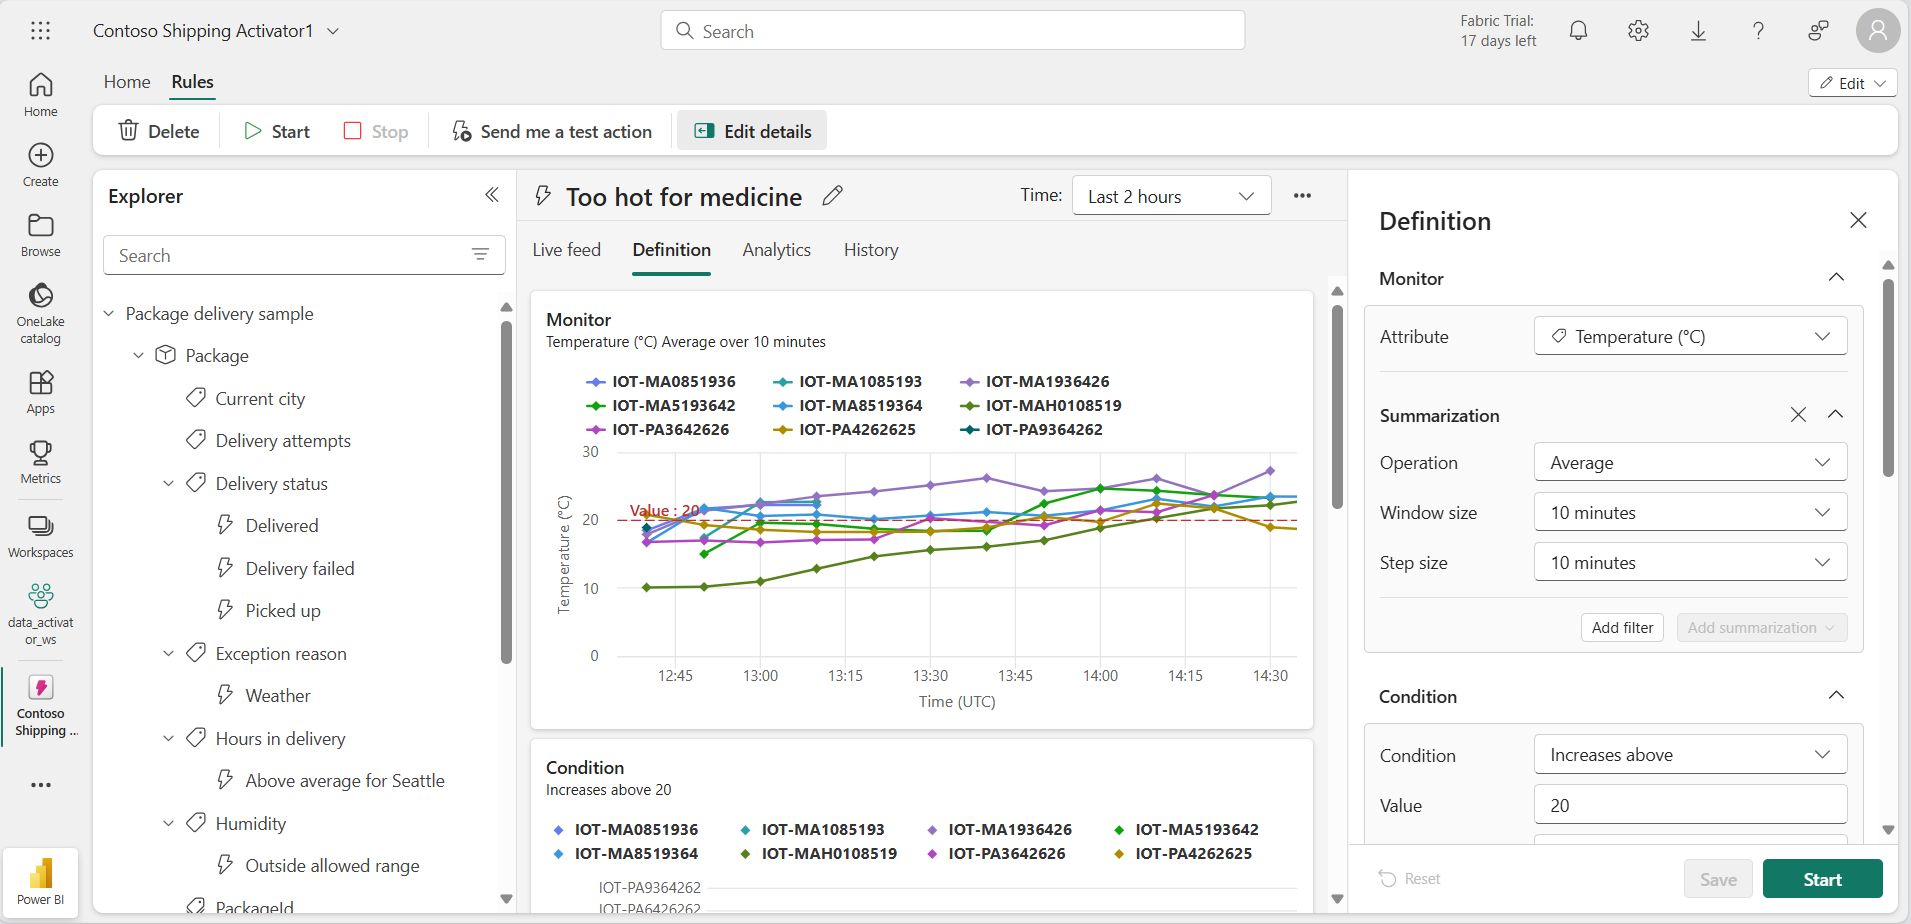 Contoso Shipping Activator1
Search
Fabric Trial:
17 days left
Home
Rules
Edit
Delete
Start
Stop
Send me a test action
Edit details
Home
Create
Browse
OneLake
catalog
Apps
Metrics
Workspaces
data_activat
or_ws
Contoso
Shipping ...
Power BI
Explorer
Search
Package delivery sample
Package
Current city
Delivery attempts
Delivery status
Delivered
Delivery failed
Picked up
Exception reason
Weather
Hours in delivery
Above average for Seattle
Humidity
Outside allowed range
PackageId
Too hot for medicine
Time:
Last 2 hours
Live feed
Definition
Analytics
History
Monitor
Temperature (°C) Average over 10 minutes
IOT-MA0851936 IOT-MA1085193 IOT-MA1936426
IOT-MA5193642 IOT-MA8519364 IOT-MAH0108519
IOT-PA3642626 IOT-PA4262625 IOT-PA9364262
30
20
10
0
Temperature (°C)
Value : 20
12:45 13:00 13:15 13:30 13:45 14:00 14:15 14:30
Time (UTC)
Condition
Increases above 20
IOT-MA0851936 IOT-MA1085193 IOT-MA1936426 IOT-MA5193642
IOT-MA8519364 IOT-MAH0108519 IOT-PA3642626 IOT-PA4262625
IOT-PA9364262
IOT-PA6426262
Definition
Monitor
Attribute
Temperature (°C)
Summarization
Operation
Average
Window size
10 minutes
Step size
10 minutes
Add filter
Add summarization
Condition
Condition
Increases above
Value
20
Reset
Save
Start